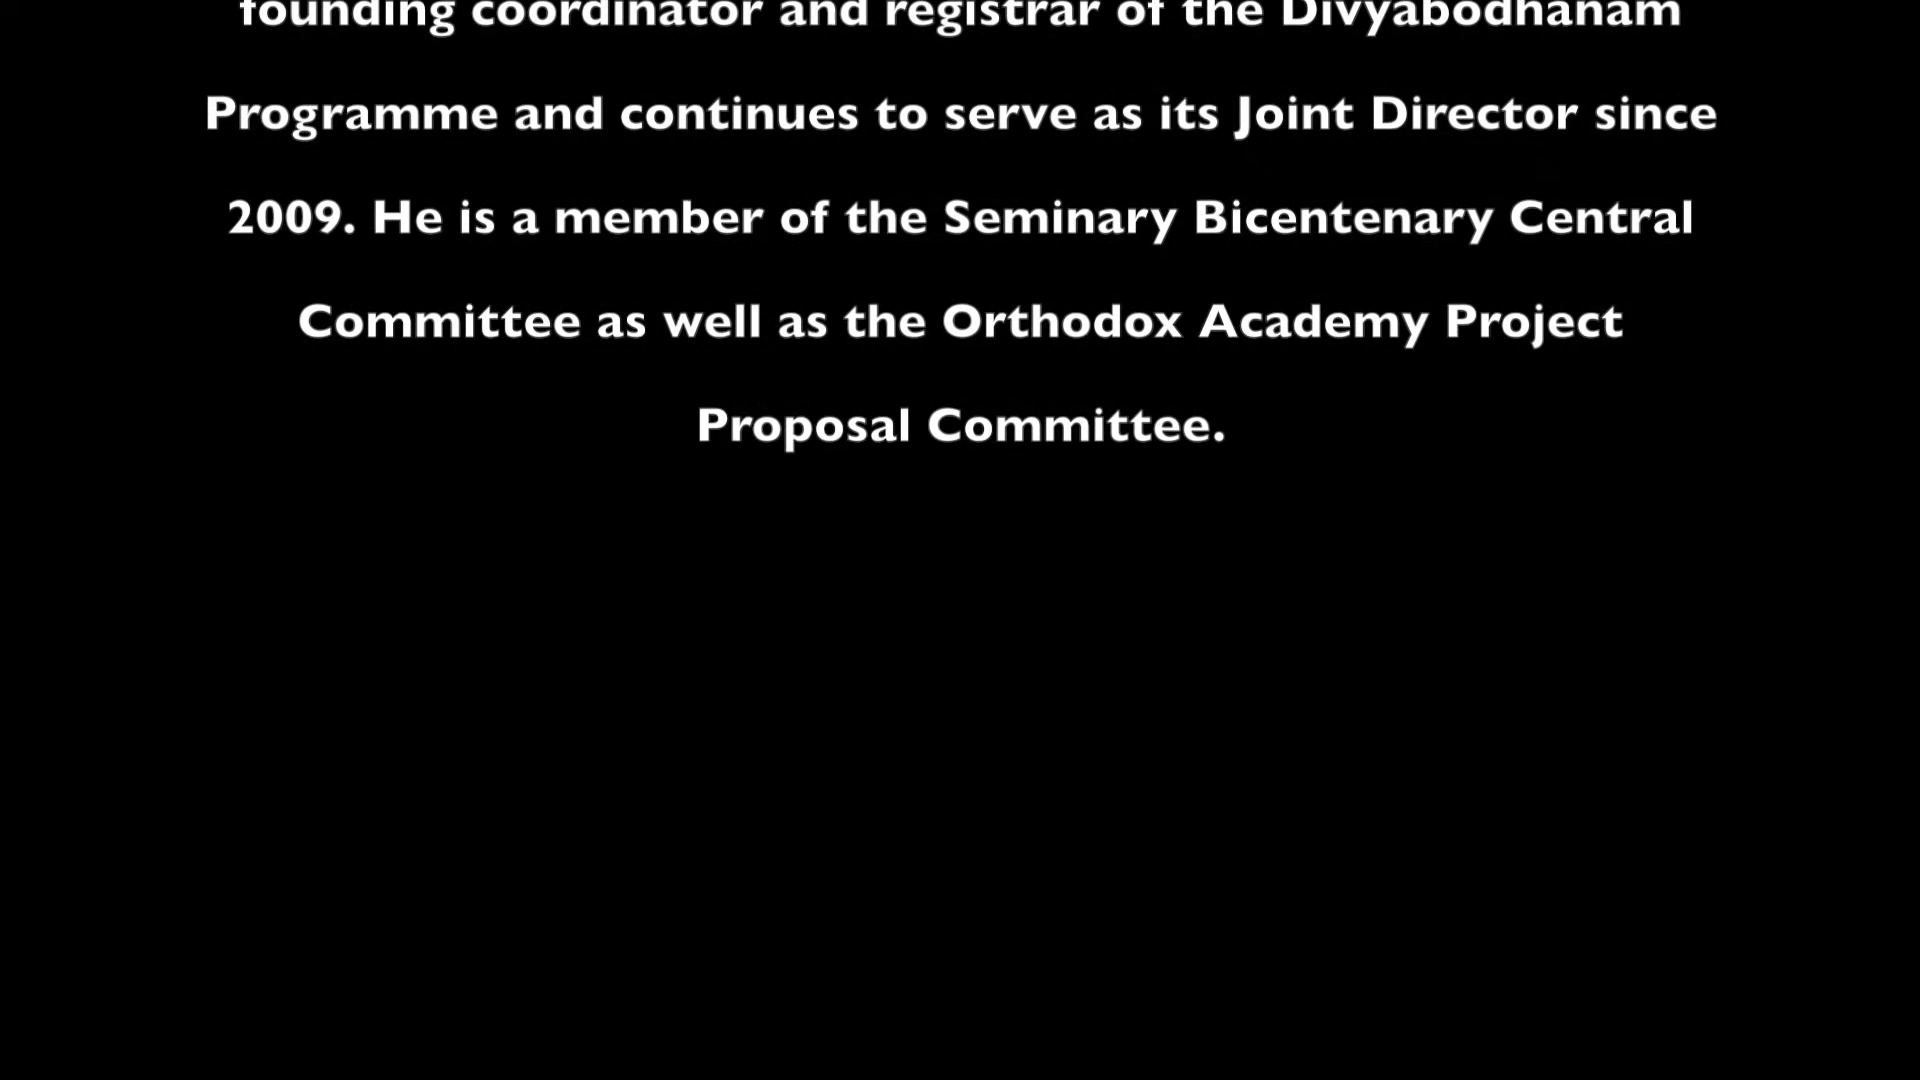 founding coordinator and registrar of the Divyabodhanam
Programme and continues to serve as its Joint Director since
2009. He is a member of the Seminary Bicentenary Central
Committee as well as the Orthodox Academy Project
Proposal Committee.